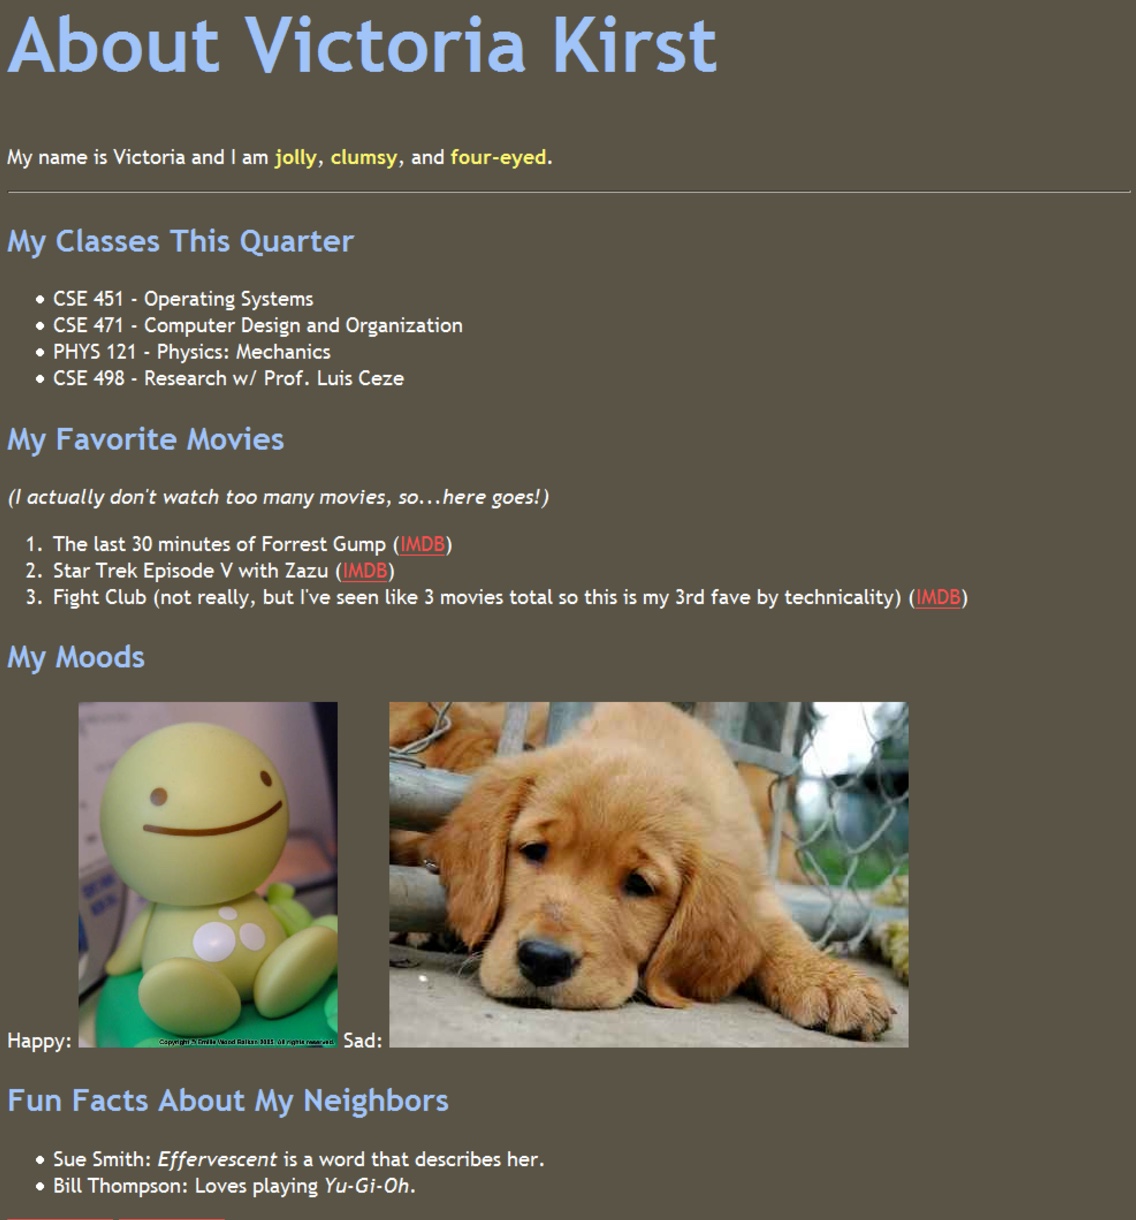 About Victoria Kirst
My name is Victoria and I am jolly, clumsy, and four-eyed.
My Classes This Quarter
• CSE 451 - Operating Systems
• CSE 471 - Computer Design and Organization
• PHYS 121 - Physics: Mechanics
• CSE 498 - Research w/ Prof. Luis Ceze
My Favorite Movies
(I actually don't watch too many movies, so...here goes!)
1. The last 30 minutes of Forrest Gump (IMDB)
2. Star Trek Episode V with Zazu (IMDB)
3. Fight Club (not really, but I've seen like 3 movies total so this is my 3rd fave by technicality) (IMDB)
My Moods
Happy: Sad:
Fun Facts About My Neighbors
• Sue Smith: Effervescent is a word that describes her.
• Bill Thompson: Loves playing Yu-Gi-Oh.